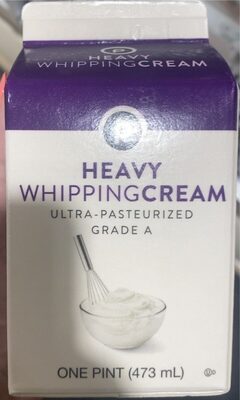 HEAVY
WHIPPINGCREAM
HEAVY
WHIPPINGCREAM
ULTRA-PASTEURIZED
GRADE A
ONE PINT (473 mL)